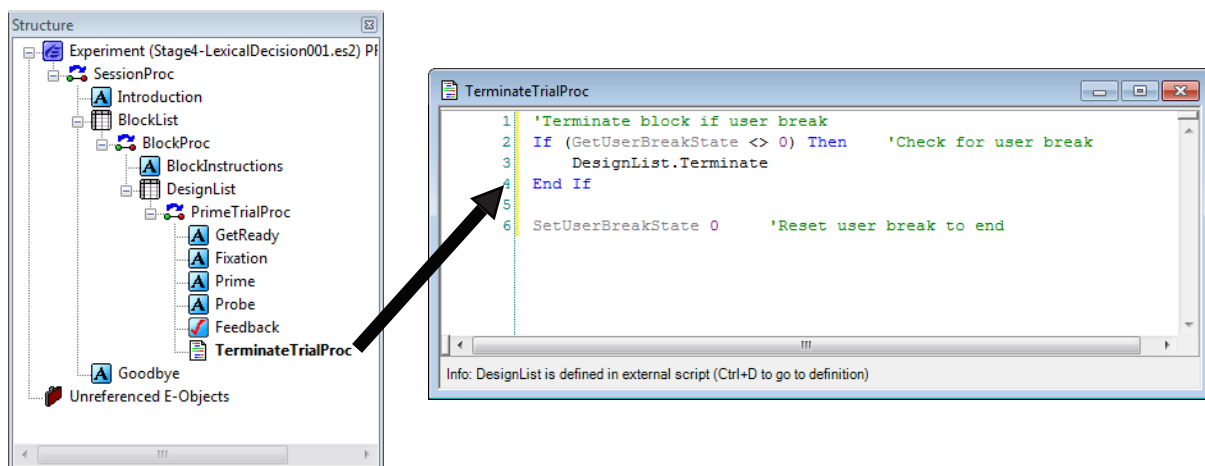 Structure
Experiment (Stage4-LexicalDecision001.es2) PF
SessionProc
Introduction
BlockList
BlockProc
BlockInstructions
DesignList
PrimeTrialProc
GetReady
Fixation
Prime
Probe
Feedback
TerminateTrialProc
Goodbye
Unreferenced E-Objects
TerminateTrialProc
1 'Terminate block if user break
2 If (GetUserBreakState <> 0) Then 'Check for user break
3 DesignList.Terminate
4 End If
5
6 SetUserBreakState 0 'Reset user break to end
Info: DesignList is defined in external script (Ctrl+D to go to definition)